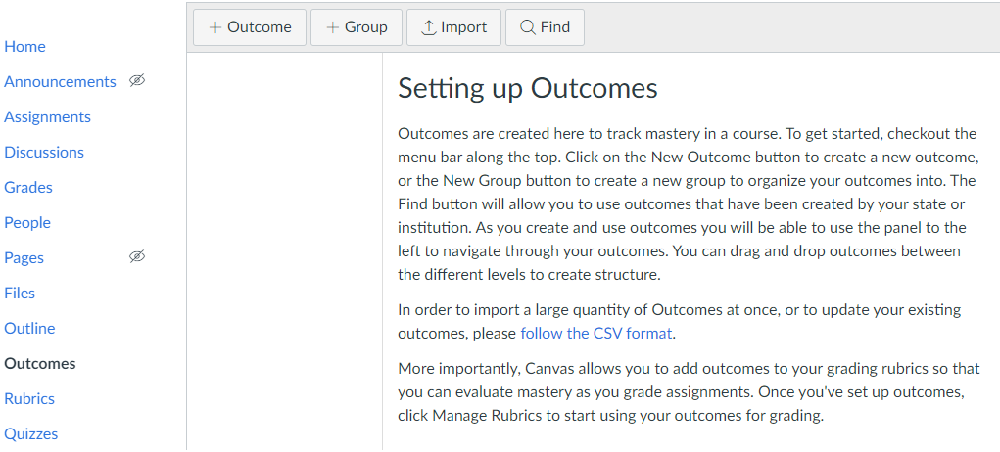 + Outcome
+ Group
Import
Find
Home
Announcements
Assignments
Discussions
Grades
People
Pages
Files
Outline
Outcomes
Rubrics
Quizzes
Setting up Outcomes
Outcomes are created here to track mastery in a course. To get started, checkout the
menu bar along the top. Click on the New Outcome button to create a new outcome,
or the New Group button to create a new group to organize your outcomes into. The
Find button will allow you to use outcomes that have been created by your state or
institution. As you create and use outcomes you will be able to use the panel to the
left to navigate through your outcomes. You can drag and drop outcomes between
the different levels to create structure.
In order to import a large quantity of Outcomes at once, or to update your existing
outcomes, please follow the CSV format.
More importantly, Canvas allows you to add outcomes to your grading rubrics so that
you can evaluate mastery as you grade assignments. Once you've set up outcomes,
click Manage Rubrics to start using your outcomes for grading.